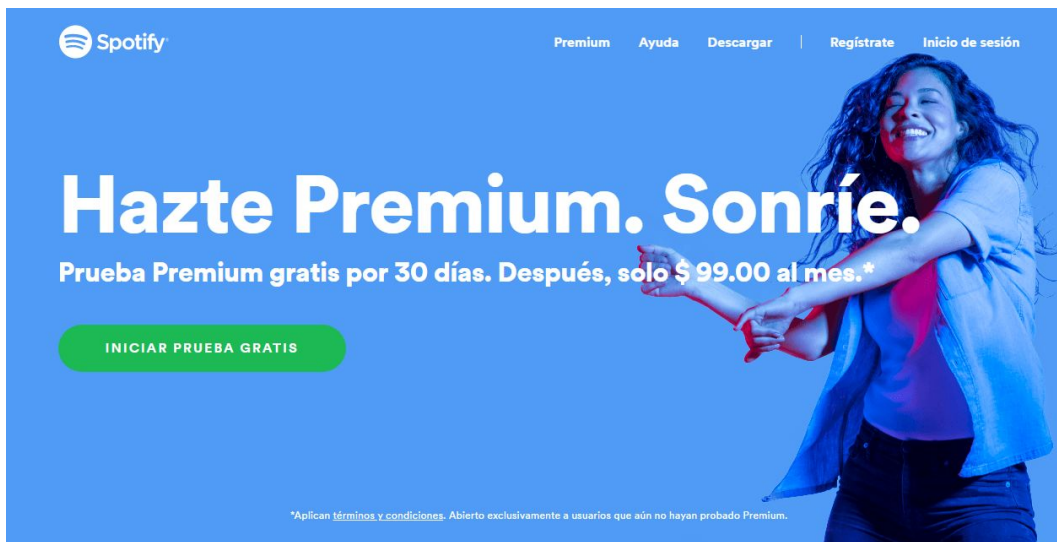 Spotify
Premium Ayuda Descargar | Regístrate Inicio de sesión
Hazte Premium. Sonríe.
Prueba Premium gratis por 30 días. Después, solo $ 99.00 al mes.*
INICIAR PRUEBA GRATIS
*Aplican términos y condiciones. Abierto exclusivamente a usuarios que aún no hayan probado Premium.